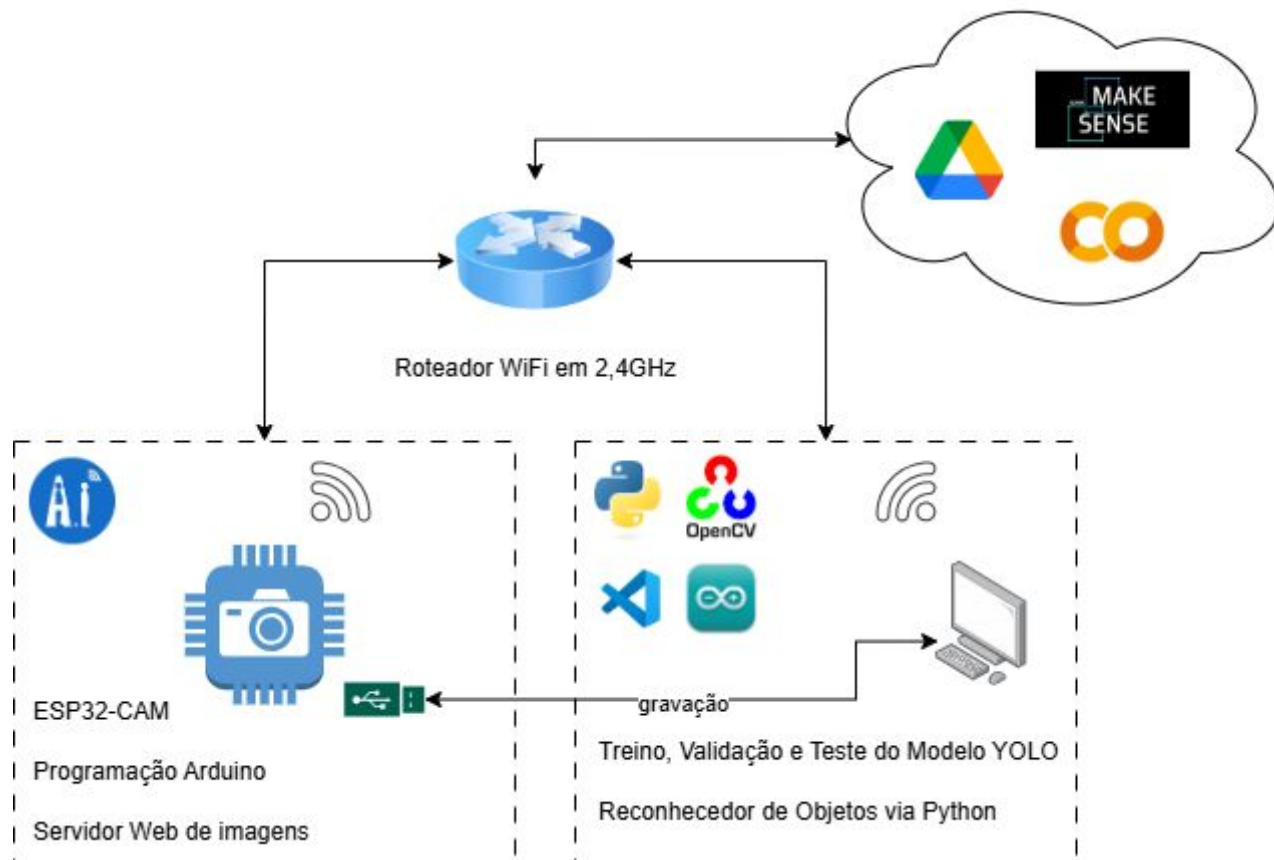 MAKE
SENSE
CO
Roteador WiFi em 2,4GHz
A.i
OpenCV
ESP32-CAM
Programação Arduino
Servidor Web de imagens
gravação
Treino, Validação e Teste do Modelo YOLO
Reconhecedor de Objetos via Python